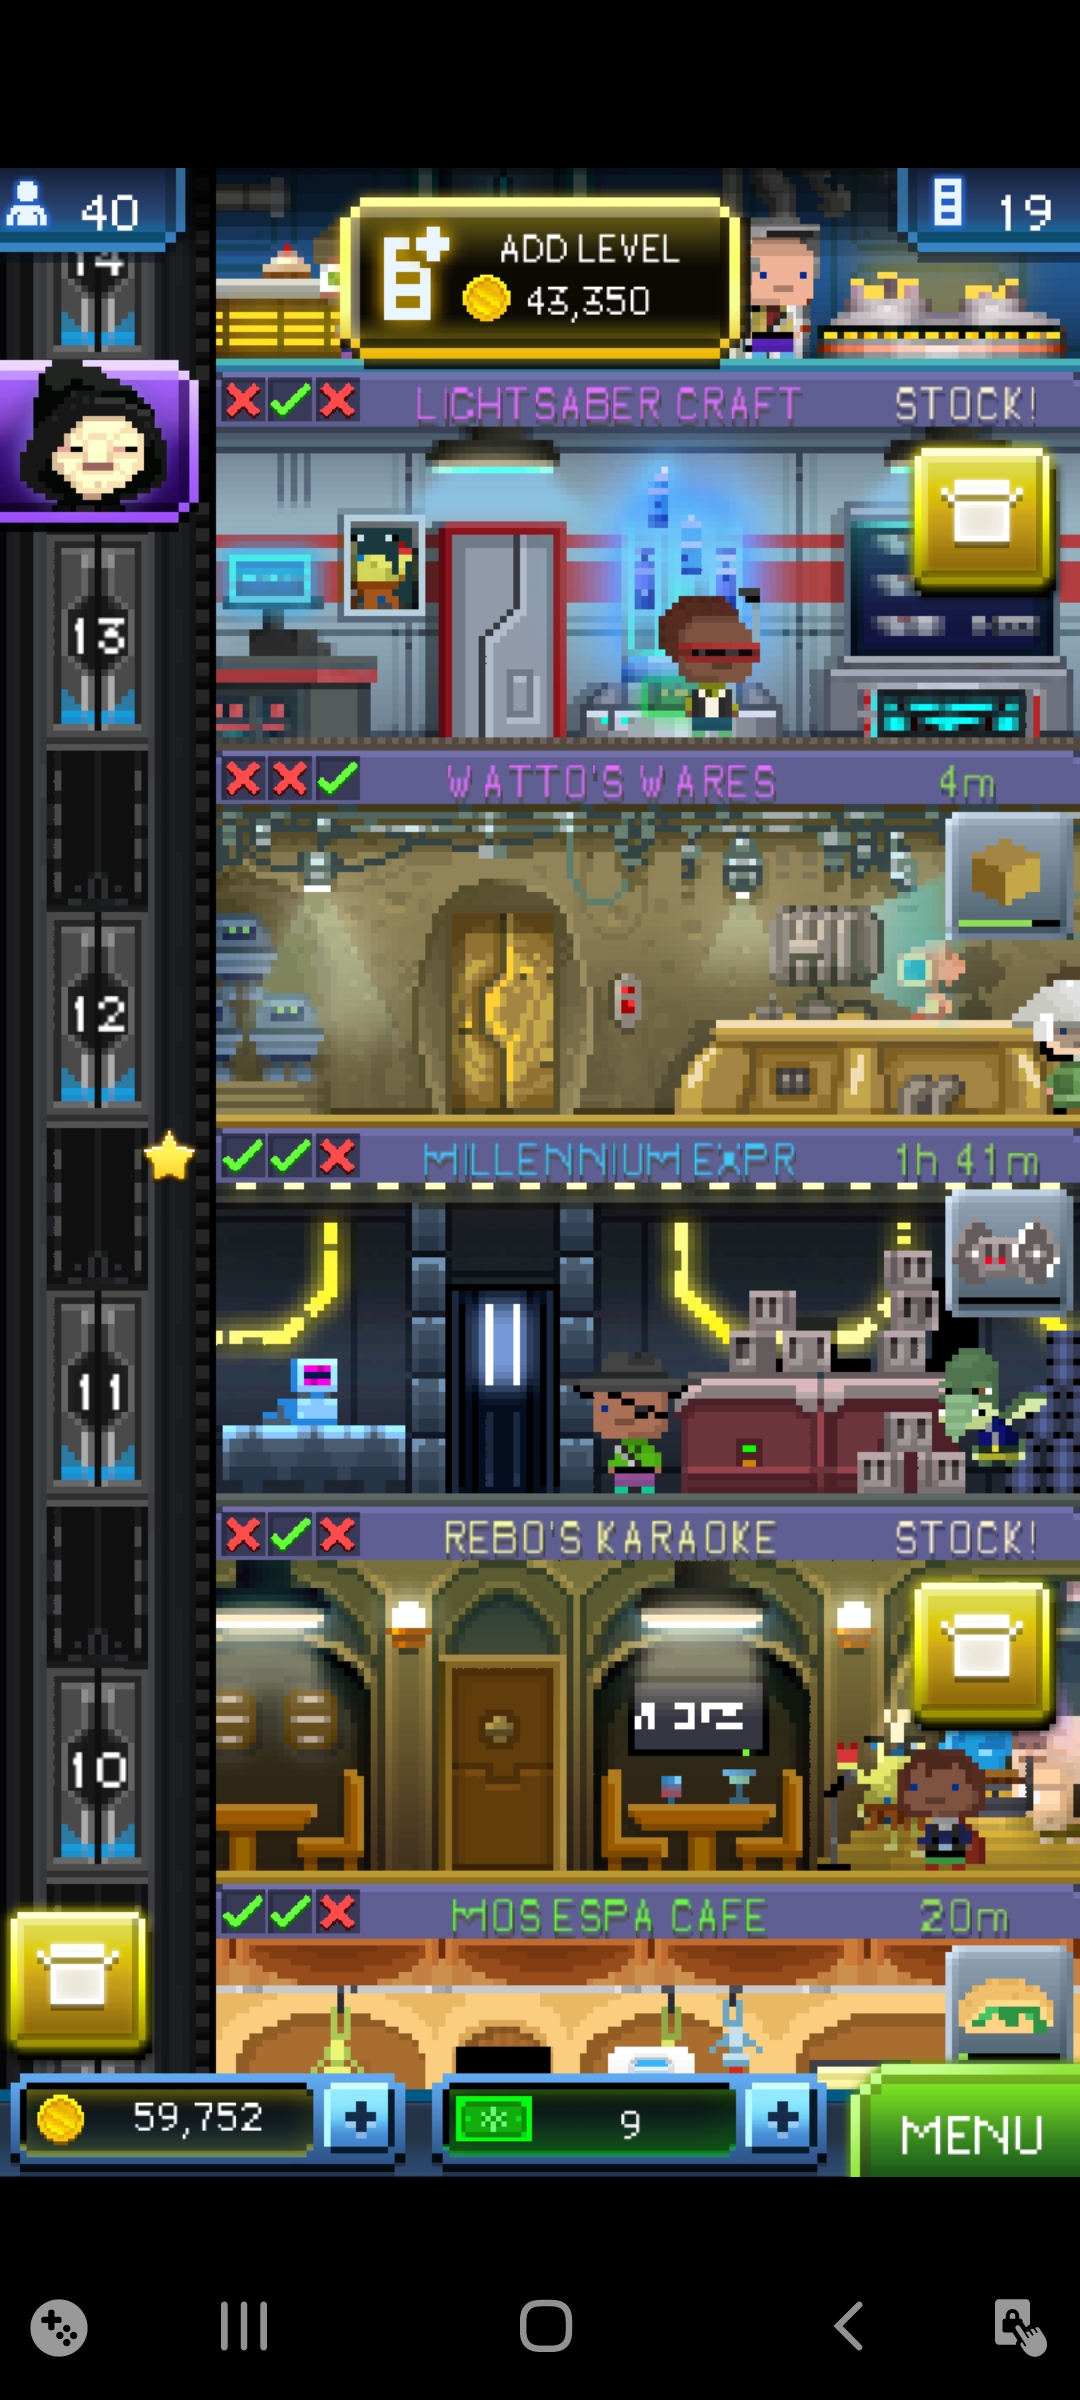 40
ADD LEVEL
43,350
19
14
LIGHTSABER CRAFT
STOCK!
13
WATTO'S WARES
4m
12
MILLENNIUM EXPR
1h 41m
11
REBO'S KARAOKE
STOCK!
10
MOS ESPA CAFE
20m
59,752
+
9
+
MENU